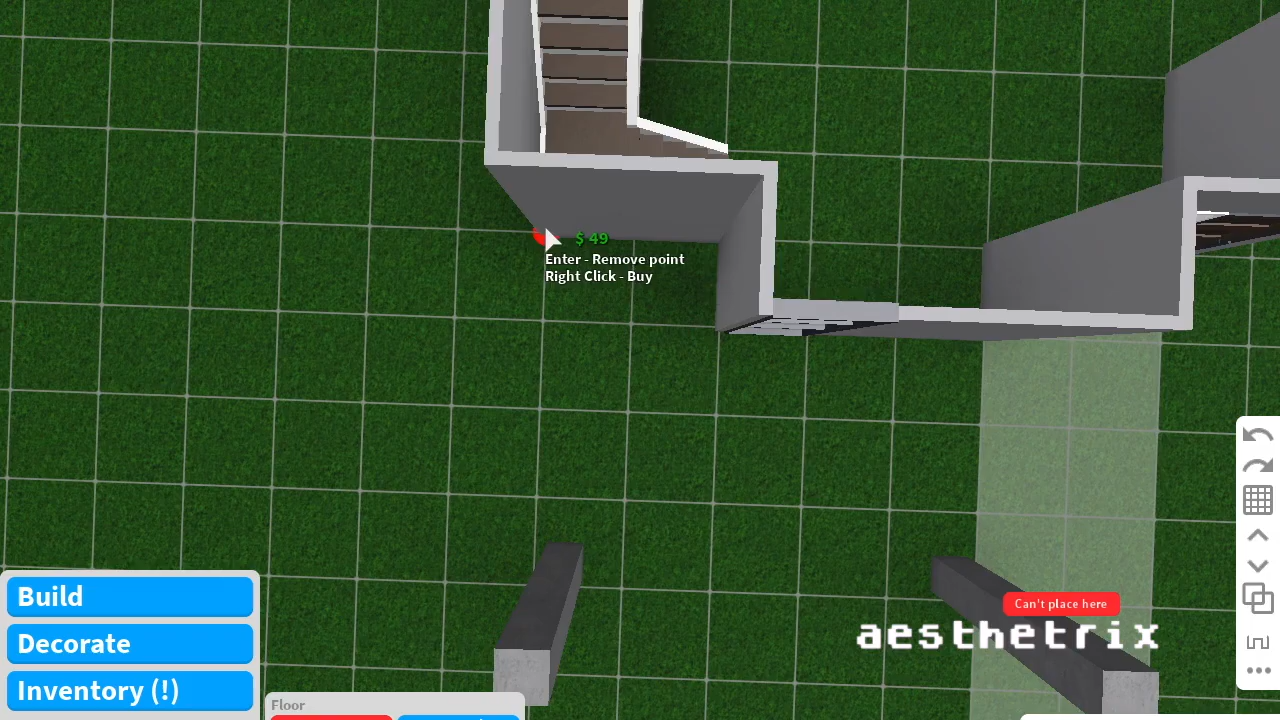 $ 49
Enter - Remove point
Right Click - Buy
Build
Can't place here
aesthetrix
Decorate
Inventory (!)
Floor